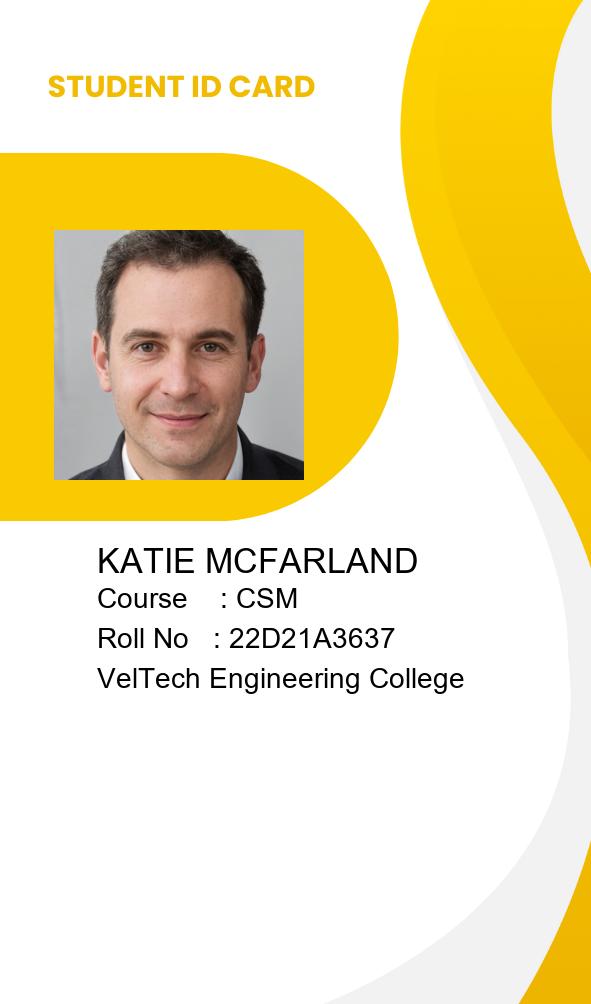 STUDENT ID CARD
KATIE MCFARLAND
Course : CSM
Roll No : 22D21A3637
VelTech Engineering College